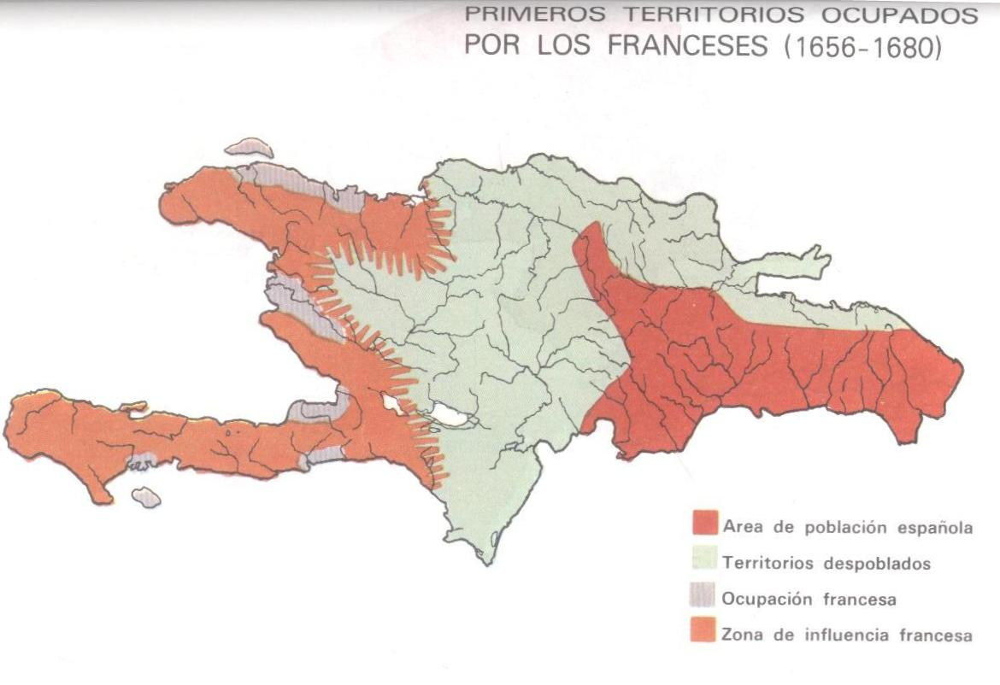 PRIMEROS TERRITORIOS OCUPADOS
POR LOS FRANCESES (1656-1680)
Area de población española
Territorios despoblados
Ocupación francesa
Zona de influencia francesa